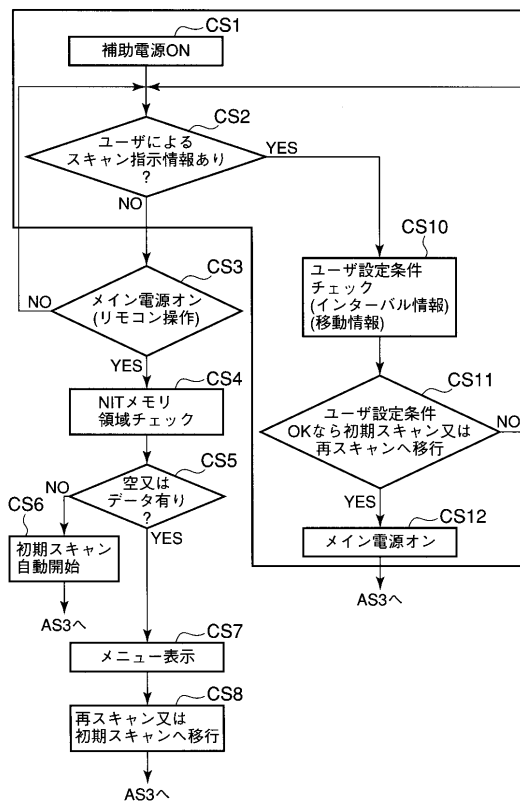 CS1
補助電源ON
CS2
ユーザによる
スキャン指示情報あり
?
YES
NO
CS10
ユーザ設定条件
チェック
(インターバル情報)
(移動情報)
CS3
NO
メイン電源オン
(リモコン操作)
YES
CS4
NITメモリ
領域チェック
CS11
ユーザ設定条件
OKなら初期スキャン又は
再スキャンへ移行
NO
YES
CS5
空又は
データ有り
?
NO
YES
CS6
初期スキャン
自動開始
AS3へ
CS12
メイン電源オン
AS3へ
CS7
メニュー表示
CS8
再スキャン又は
初期スキャンへ移行
AS3へ